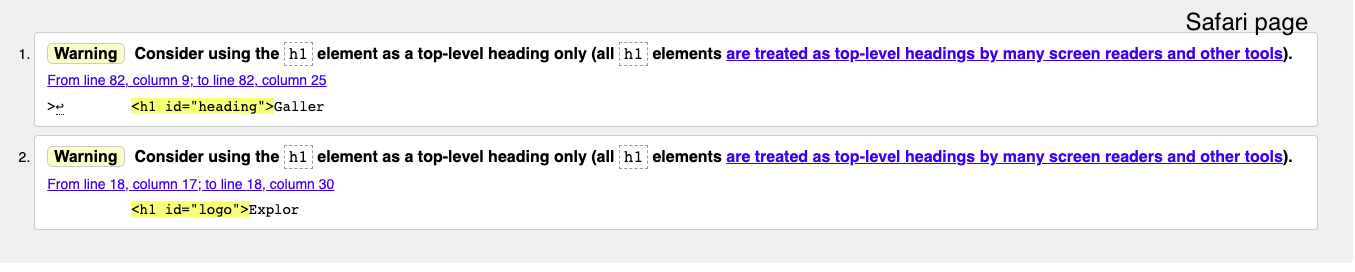 Safari page
1. Warning Consider using the h1 element as a top-level heading only (all h1 elements are treated as top-level headings by many screen readers and other tools).
From line 82, column 9; to line 82, column 25
>↩ <h1 id="heading">Galler
2. Warning Consider using the h1 element as a top-level heading only (all h1 elements are treated as top-level headings by many screen readers and other tools).
From line 18, column 17; to line 18, column 30
<h1 id="logo">Explor